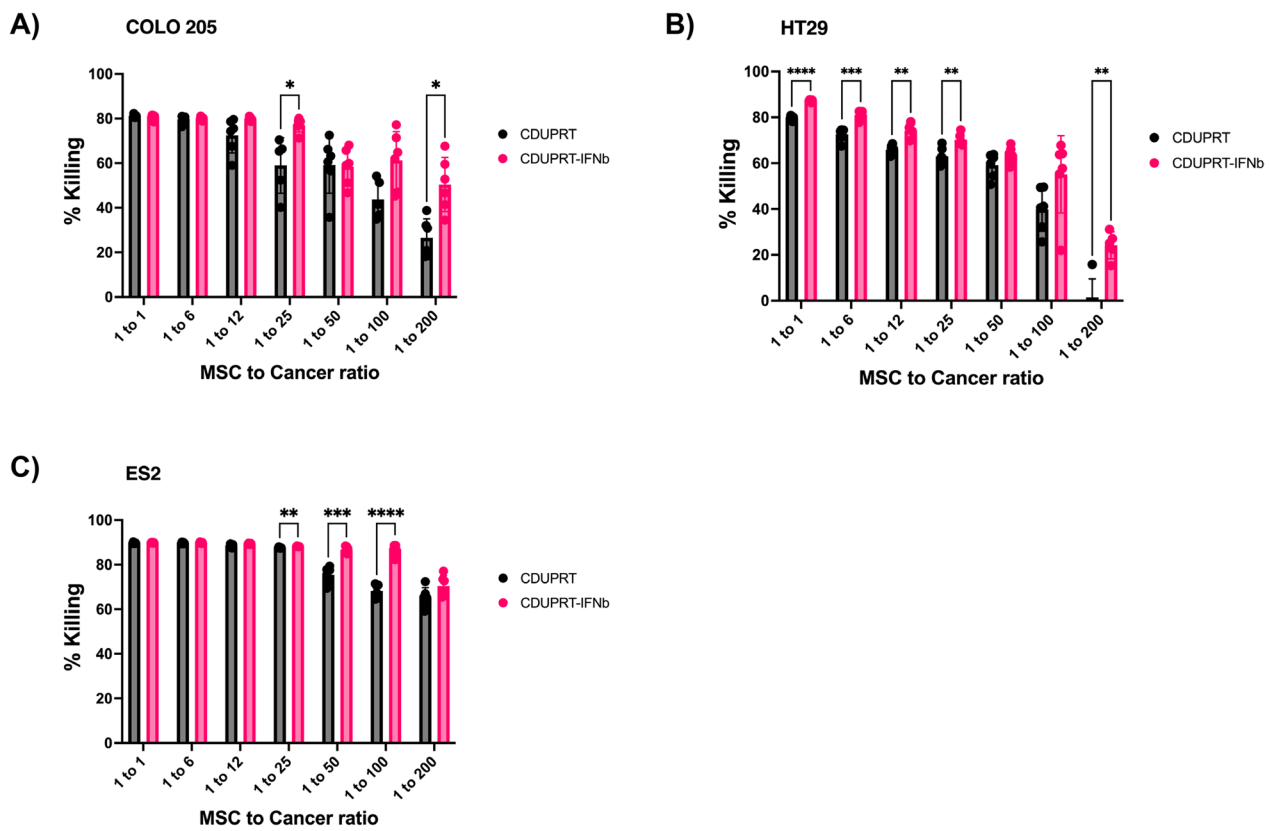 A)
COLO 205
% Killing
100
80
60
40
20
0
*
*
1 to 1
1 to 6
1 to 12
1 to 25
1 to 50
1 to 100
1 to 200
MSC to Cancer ratio
CDUPRT
CDUPRT-IFNb
B)
HT29
% Killing
100
80
60
40
20
0
****
***
**
**
**
1 to 1
1 to 6
1 to 12
1 to 25
1 to 50
1 to 100
1 to 200
MSC to Cancer ratio
CDUPRT
CDUPRT-IFNb
C)
ES2
% Killing
100
80
60
40
20
0
**
***
****
1 to 1
1 to 6
1 to 12
1 to 25
1 to 50
1 to 100
1 to 200
MSC to Cancer ratio
CDUPRT
CDUPRT-IFNb